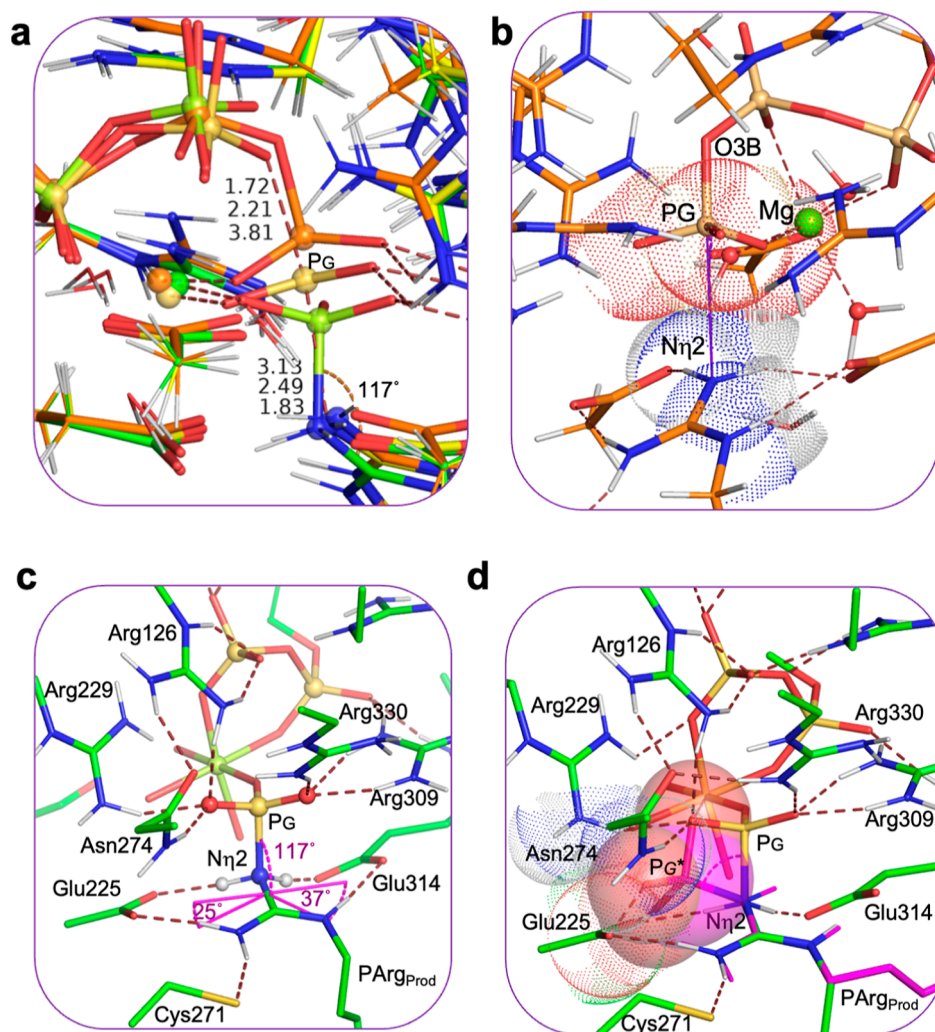 a
1.72
2.21
3.81
PG
3.13
2.49
1.83
117°
b
O3B
PG
Mg
Nη2
c
Arg126
Arg229
Arg330
Arg309
PG
Asn274
117°
Nη2
Glu225
Glu314
25°
37°
PArgProd
Cys271
d
Arg126
Arg229
Arg330
Arg309
Asn274
PG
PG*
Glu225
Nη2
Glu314
PArgProd
Cys271